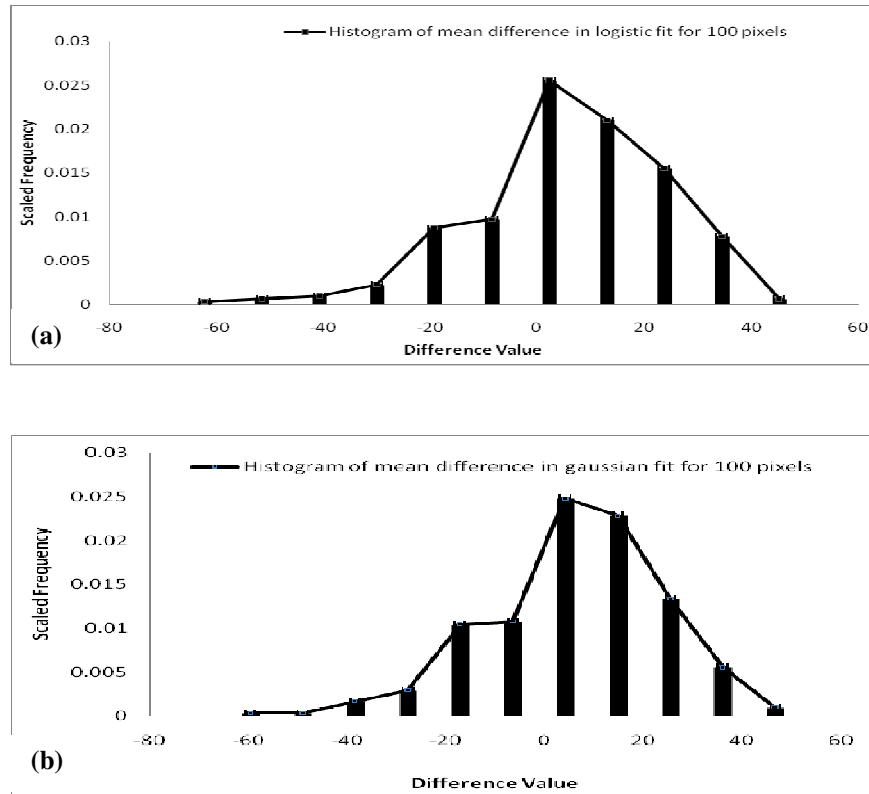 Histogram of mean difference in logistic fit for 100 pixels
0.03
0.025
0.02
0.015
0.01
0.005
0
Scaled Frequency
-80 -60 -40 -20 0 20 40 60
Difference Value
(a)
0.03
Histogram of mean difference in gaussian fit for 100 pixels
0.025
0.02
0.015
0.01
0.005
0
Scaled Frequency
-80 -60 -40 -20 0 20 40 60
(b)
Difference Value